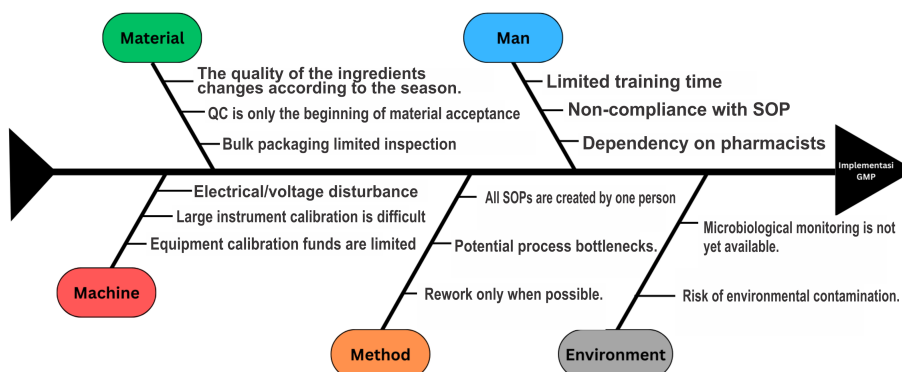 Material
Man
The quality of the ingredients
changes according to the season.
QC is only the beginning of material acceptance
Bulk packaging limited inspection
Limited training time
Non-compliance with SOP
Dependency on pharmacists
Implementasi
GMP
Electrical/voltage disturbance
Large instrument calibration is difficult
Equipment calibration funds are limited
All SOPs are created by one person
Potential process bottlenecks.
Rework only when possible.
Microbiological monitoring is not
yet available.
Risk of environmental contamination.
Machine
Method
Environment